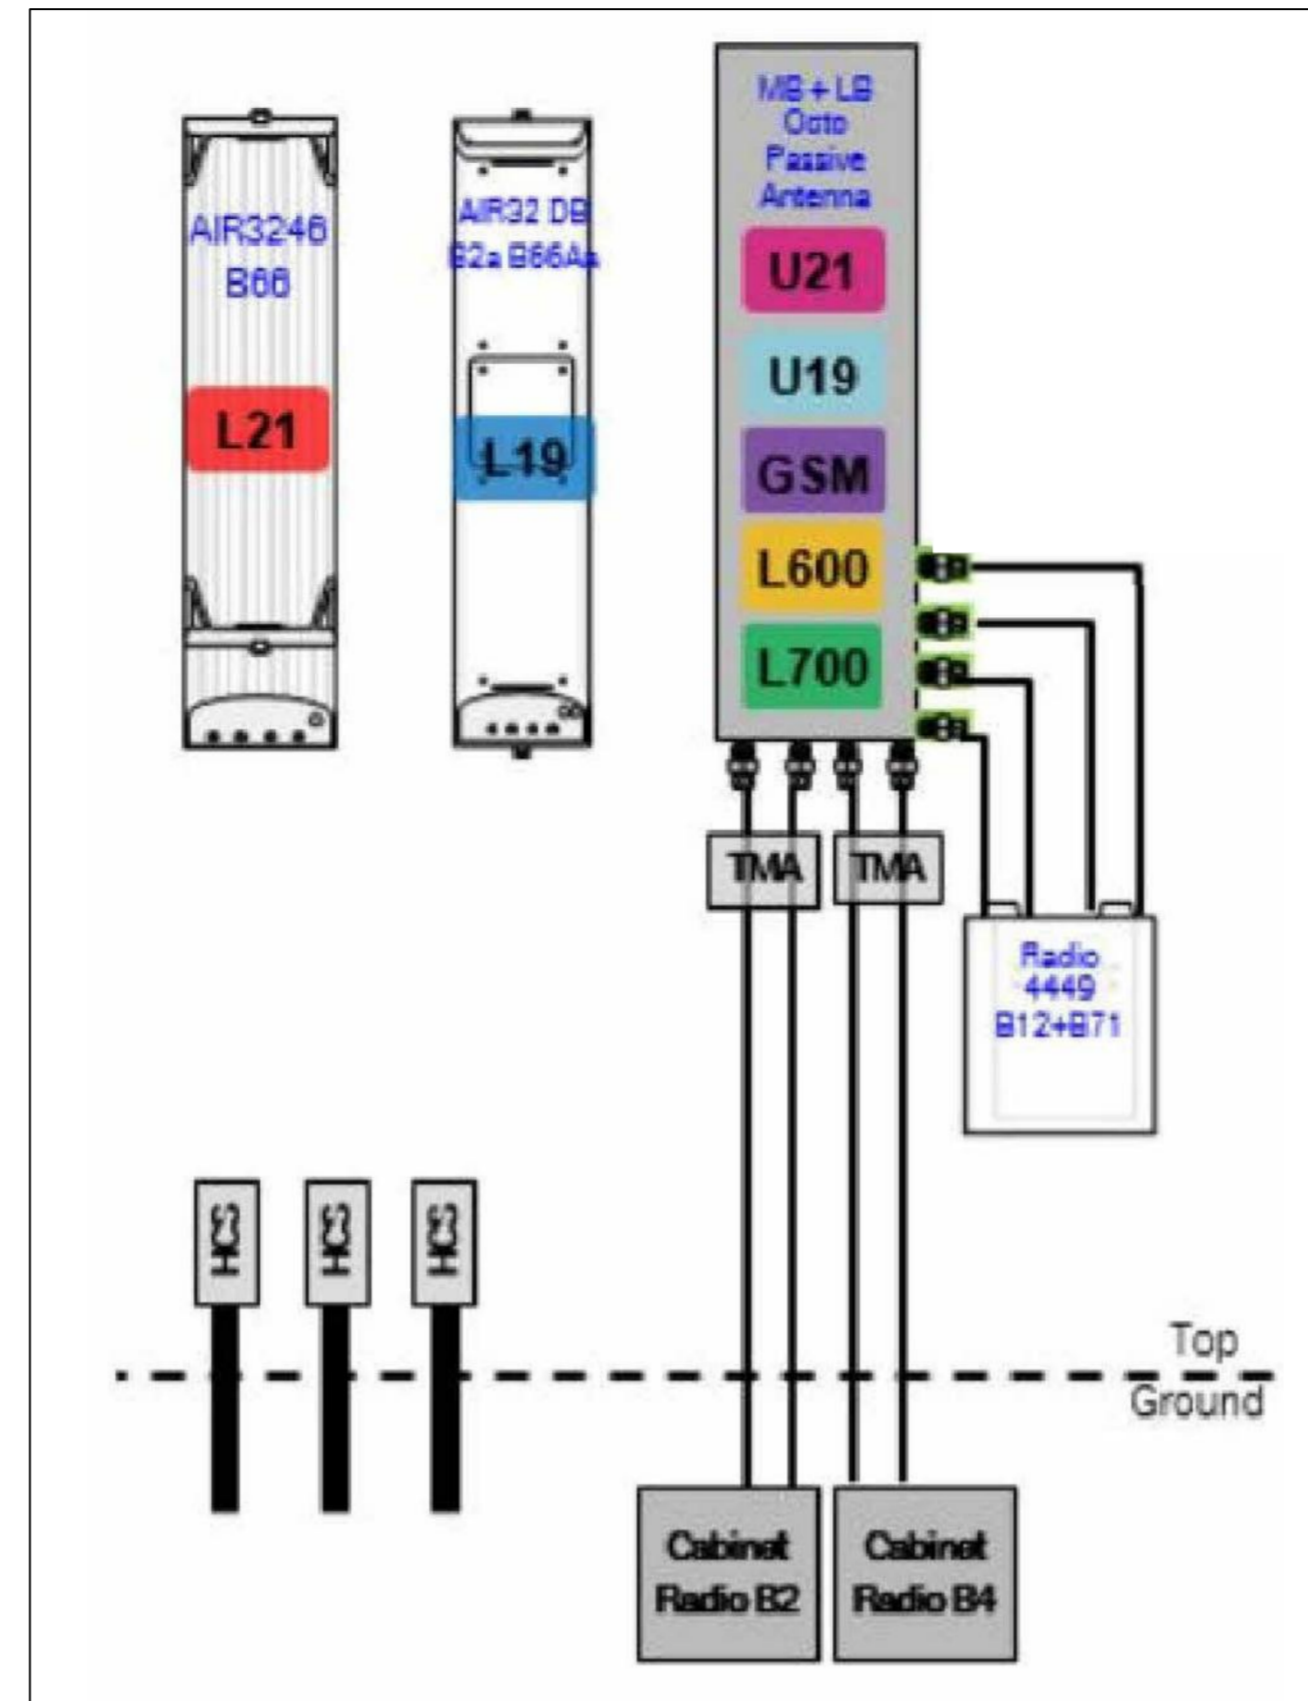 MB + LB
Octo
Passive
Antenna
AIR3246
B66
AIR32 DB
B2a B66Aa
U21
U19
GSM
L21
L19
L600
L700
TMA
TMA
Radio
4449
B12+B71
HCS
HCS
HCS
Top
Ground
Cabinet
Radio B2
Cabinet
Radio B4